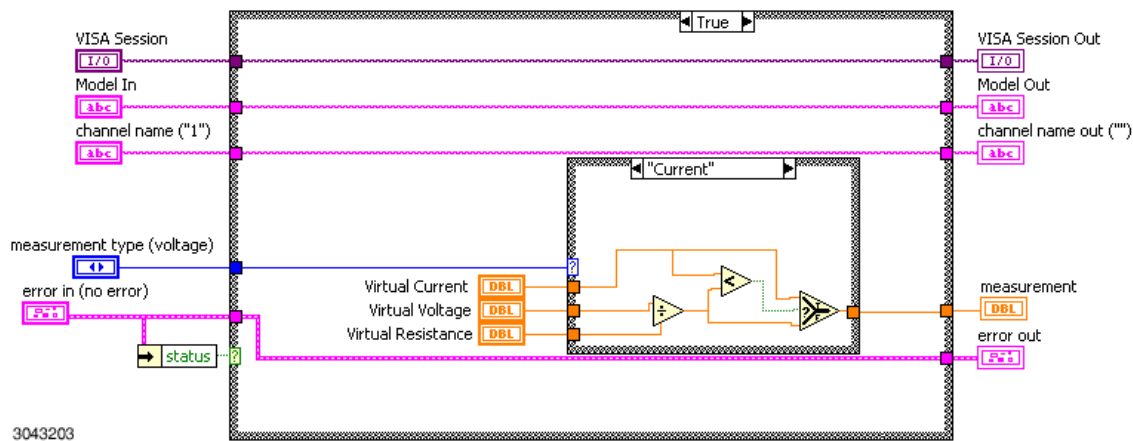 True
VISA Session
I/O
VISA Session Out
I/O
Model In
abc
Model Out
abc
channel name ("1")
abc
channel name out ("")
abc
"Current"
measurement type (voltage)
?
error in (no error)
Virtual Current
DBL
Virtual Voltage
DBL
Virtual Resistance
DBL
÷
<
?
T
F
measurement
DBL
error out
status
?
3043203